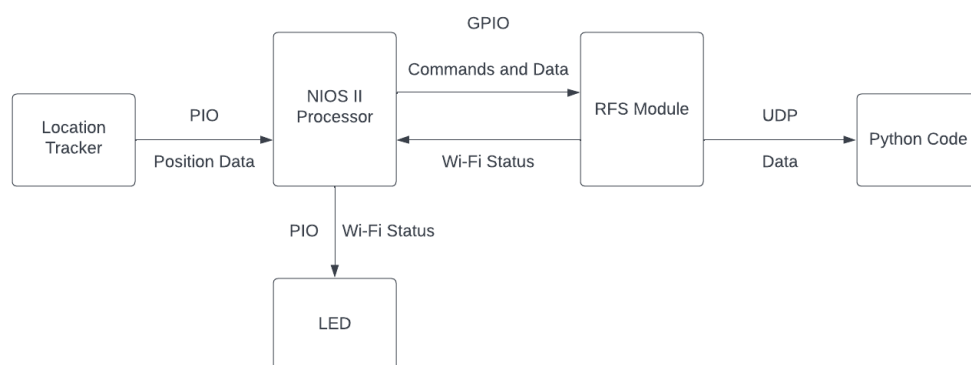 GPIO
Commands and Data
NIOS II
Processor
RFS Module
Location
Tracker
PIO
Position Data
Wi-Fi Status
UDP
Data
Python Code
PIO
Wi-Fi Status
LED